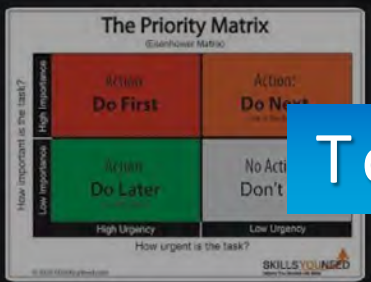 The Priority Matrix
(Eisenhower Matrix)
How important is the task?
High Importance
Action:
Do First
Action:
Do Next
Low Importance
Action:
Do Later
No Acti
Don't
T
High Urgency
Low Urgency
How urgent is the task?
SKILLSYOUNEED